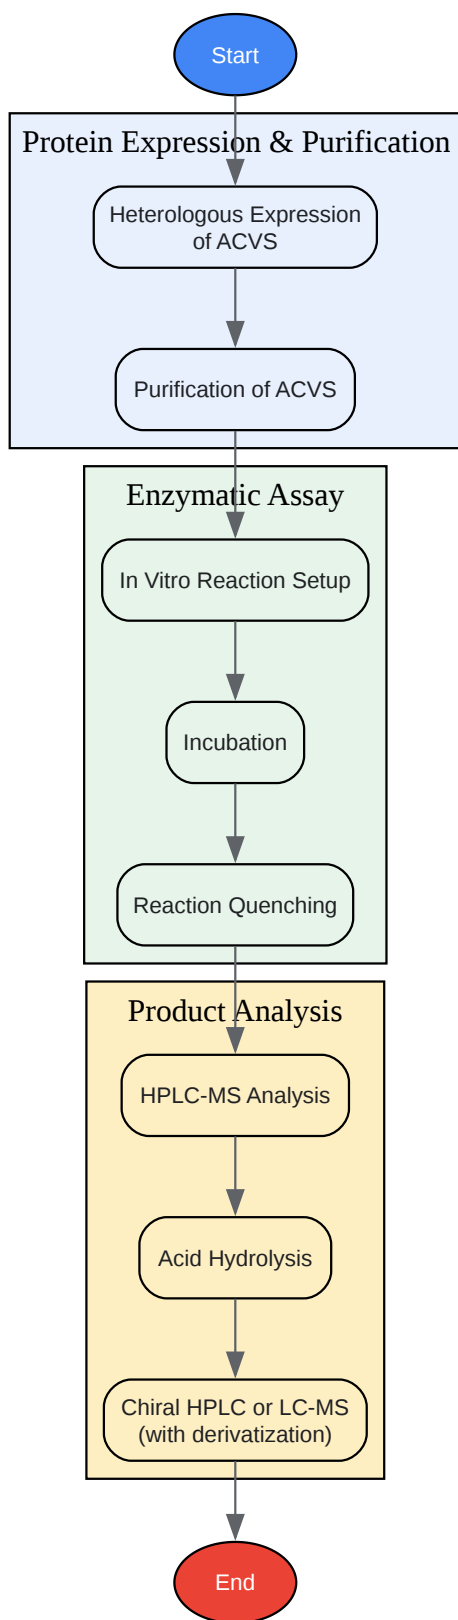 Start
Protein Expression & Purification
Heterologous Expression
of ACVS
Purification of ACVS
Enzymatic Assay
In Vitro Reaction Setup
Incubation
Reaction Quenching
Product Analysis
HPLC-MS Analysis
Acid Hydrolysis
Chiral HPLC or LC-MS
(with derivatization)
End